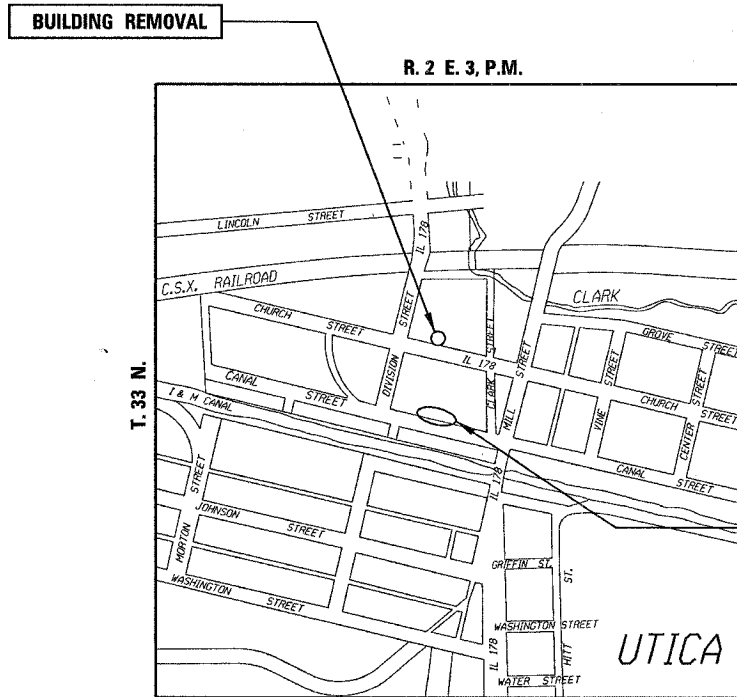 BUILDING REMOVAL
R. 2 E. 3, P.M.
T. 33 N.
LINCOLN STREET
IL 178
C.S.X. RAILROAD
CLARK
CHURCH STREET
DIVISION STREET
IL 178
CLARK STREET
MILL STREET
GROVE STREET
VINE STREET
CENTER STREET
CHURCH STREET
CANAL STREET
I & M CANAL
CANAL STREET
IL 178
MORTON STREET
JOHNSON STREET
WASHINGTON STREET
GRIFFIN ST.
HITT ST.
WASHINGTON STREET
IL 178
WATER STREET
UTICA